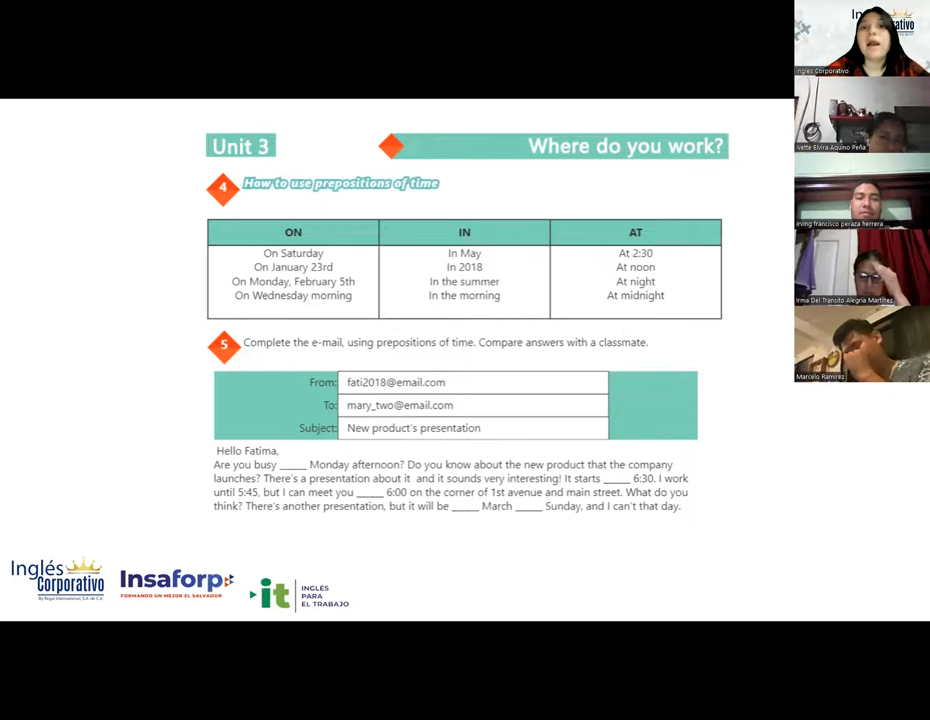 Unit 3
Where do you work?
4
How to use prepositions of time
ON
IN
AT
On Saturday
On January 23rd
On Monday, February 5th
On Wednesday morning
In May
In 2018
In the summer
In the morning
At 2:30
At noon
At night
At midnight
5
Complete the e-mail, using prepositions of time. Compare answers with a classmate.
From: fati2018@email.com
To: mary_two@email.com
Subject: New product´s presentation
Hello Fatima,
Are you busy _____ Monday afternoon? Do you know about the new product that the company
launches? There´s a presentation about it and it sounds very interesting! It starts _____ 6:30. I work
until 5:45, but I can meet you _____ 6:00 on the corner of 1st avenue and main street. What do you
think? There´s another presentation, but it will be _____ March _____ Sunday, and I can't that day.
Inglés
Corporativo
By Regal International, S.A. de C.V.
Insaforp
FORMANDO UN MEJOR EL SALVADOR
it
INGLÉS
PARA
EL TRABAJO
Inglés Corporativo
Ivette Elvira Aquino Peña
irving francisco peraza herrera
Irma Del Transito Alegria Martínez
Marcelo Ramirez